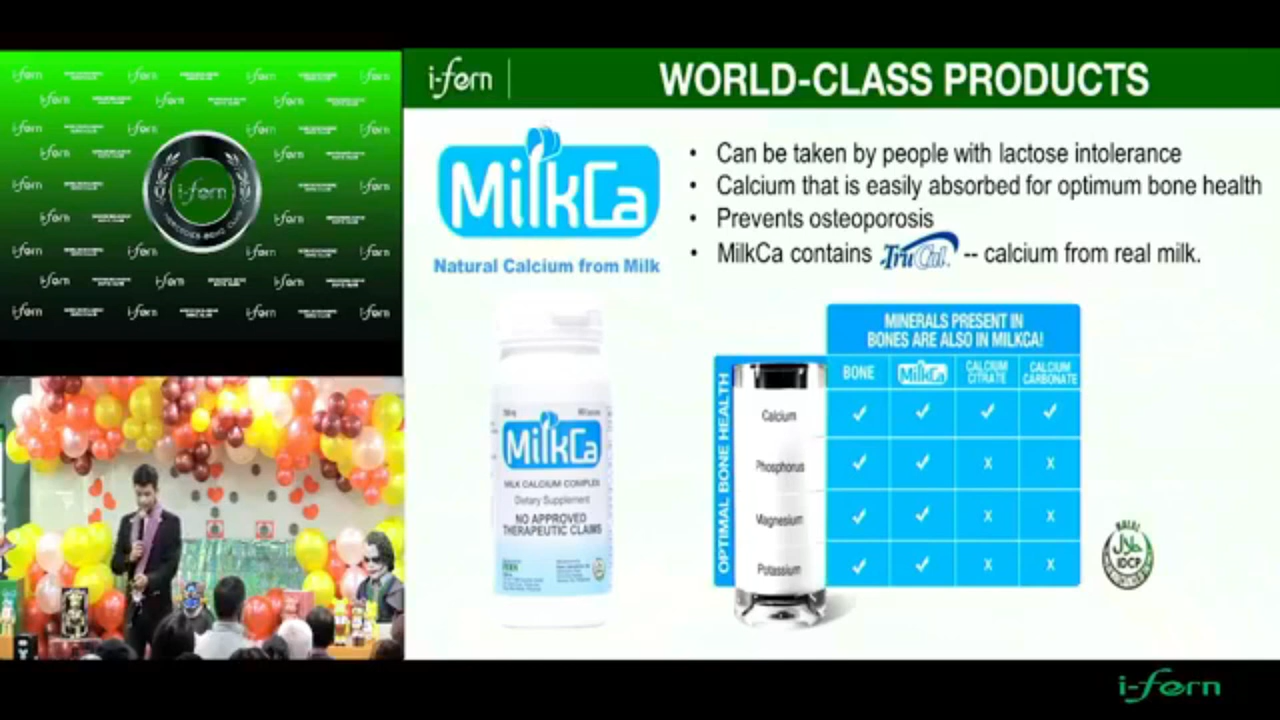 i-fern
i-fern
WORLD-CLASS PRODUCTS
MilkCa
Natural Calcium from Milk
• Can be taken by people with lactose intolerance
• Calcium that is easily absorbed for optimum bone health
• Prevents osteoporosis
• MilkCa contains TruCal -- calcium from real milk.
MilkCa
MILK CALCIUM COMPLEX
Dietary Supplement
NO APPROVED
THERAPEUTIC CLAIMS
MINERALS PRESENT IN
BONES ARE ALSO IN MILKCA!
OPTIMAL BONE HEALTH
BONE MilkCa CALCIUM CITRATE CALCIUM CARBONATE
Calcium ✓ ✓ ✓ ✓
Phosphorus ✓ ✓ x x
Magnesium ✓ ✓ x x
Potassium ✓ ✓ x x
HALAL
حلال
IDCP
i-fern